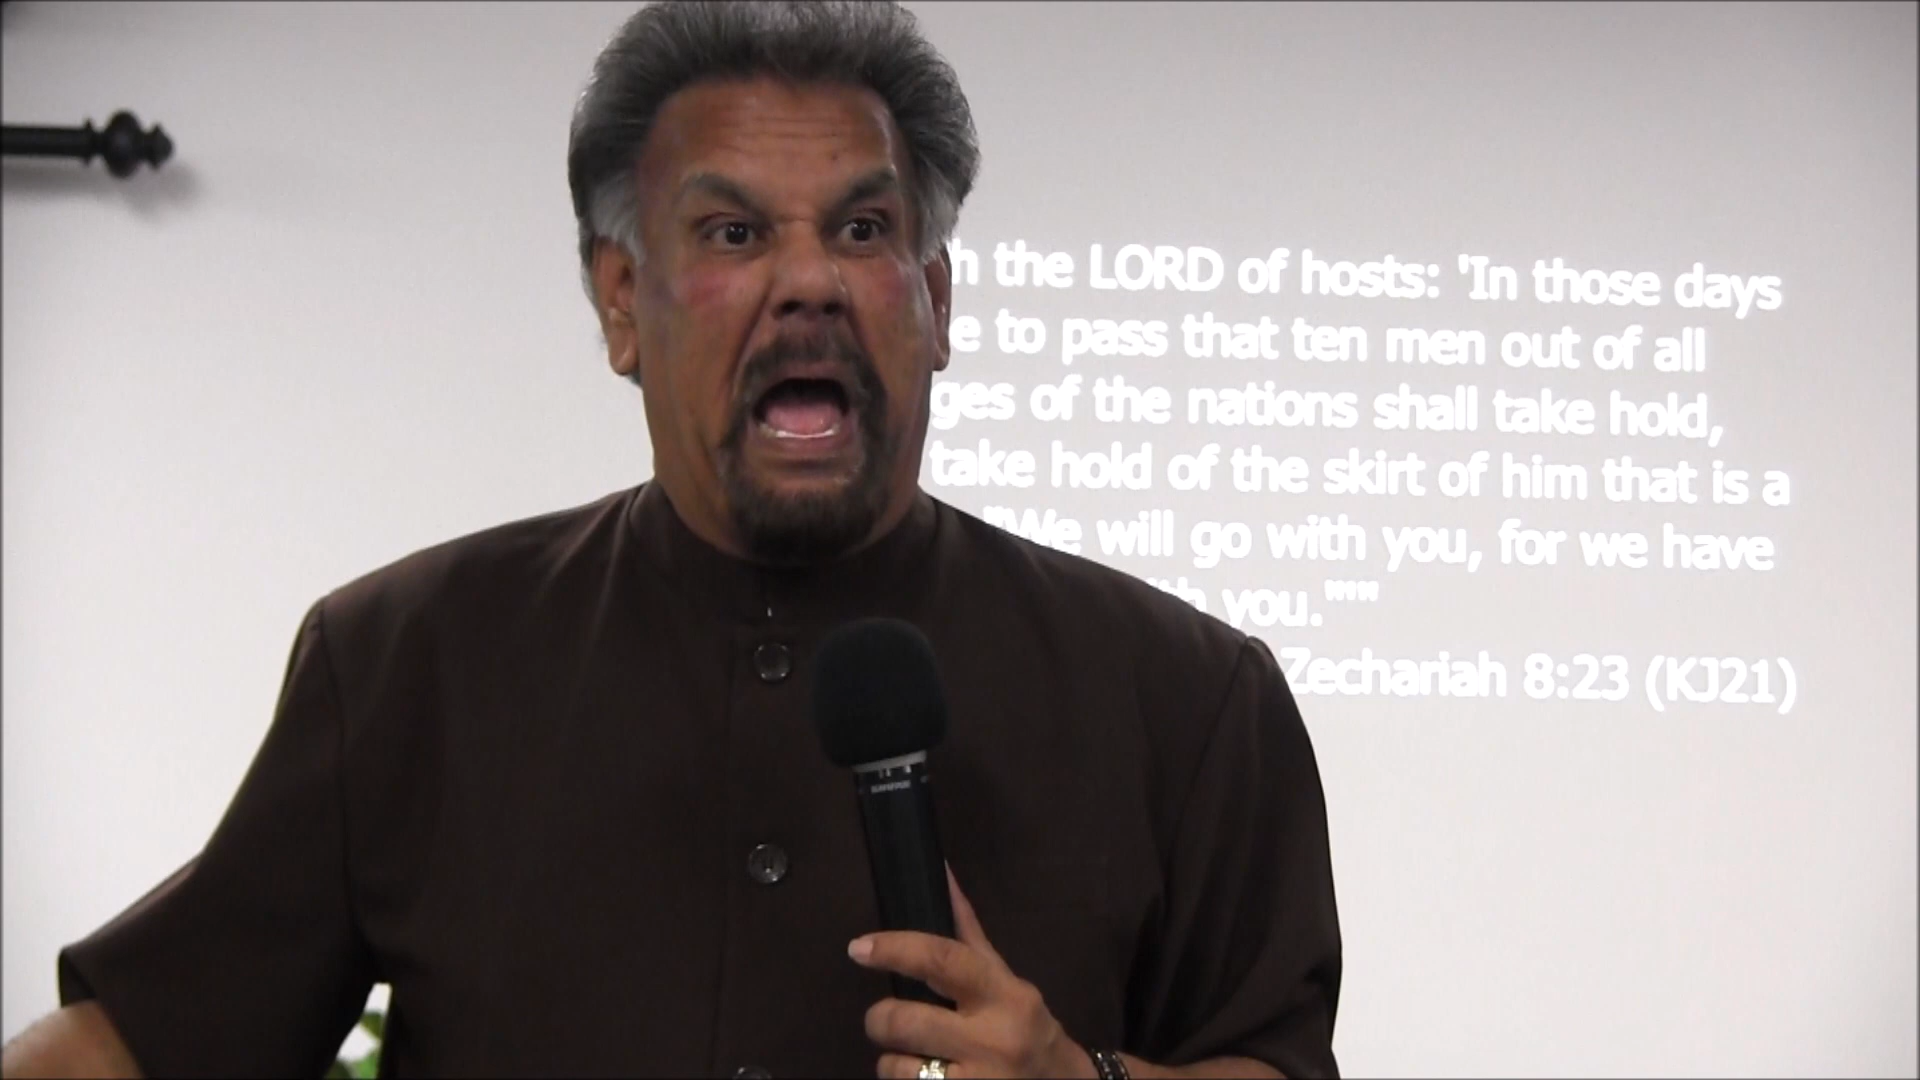 the LORD of hosts: 'In those days
to pass that ten men out of all
of the nations shall take hold,
take hold of the skirt of him that is a
"We will go with you, for we have
you."'"
Zechariah 8:23 (KJ21)